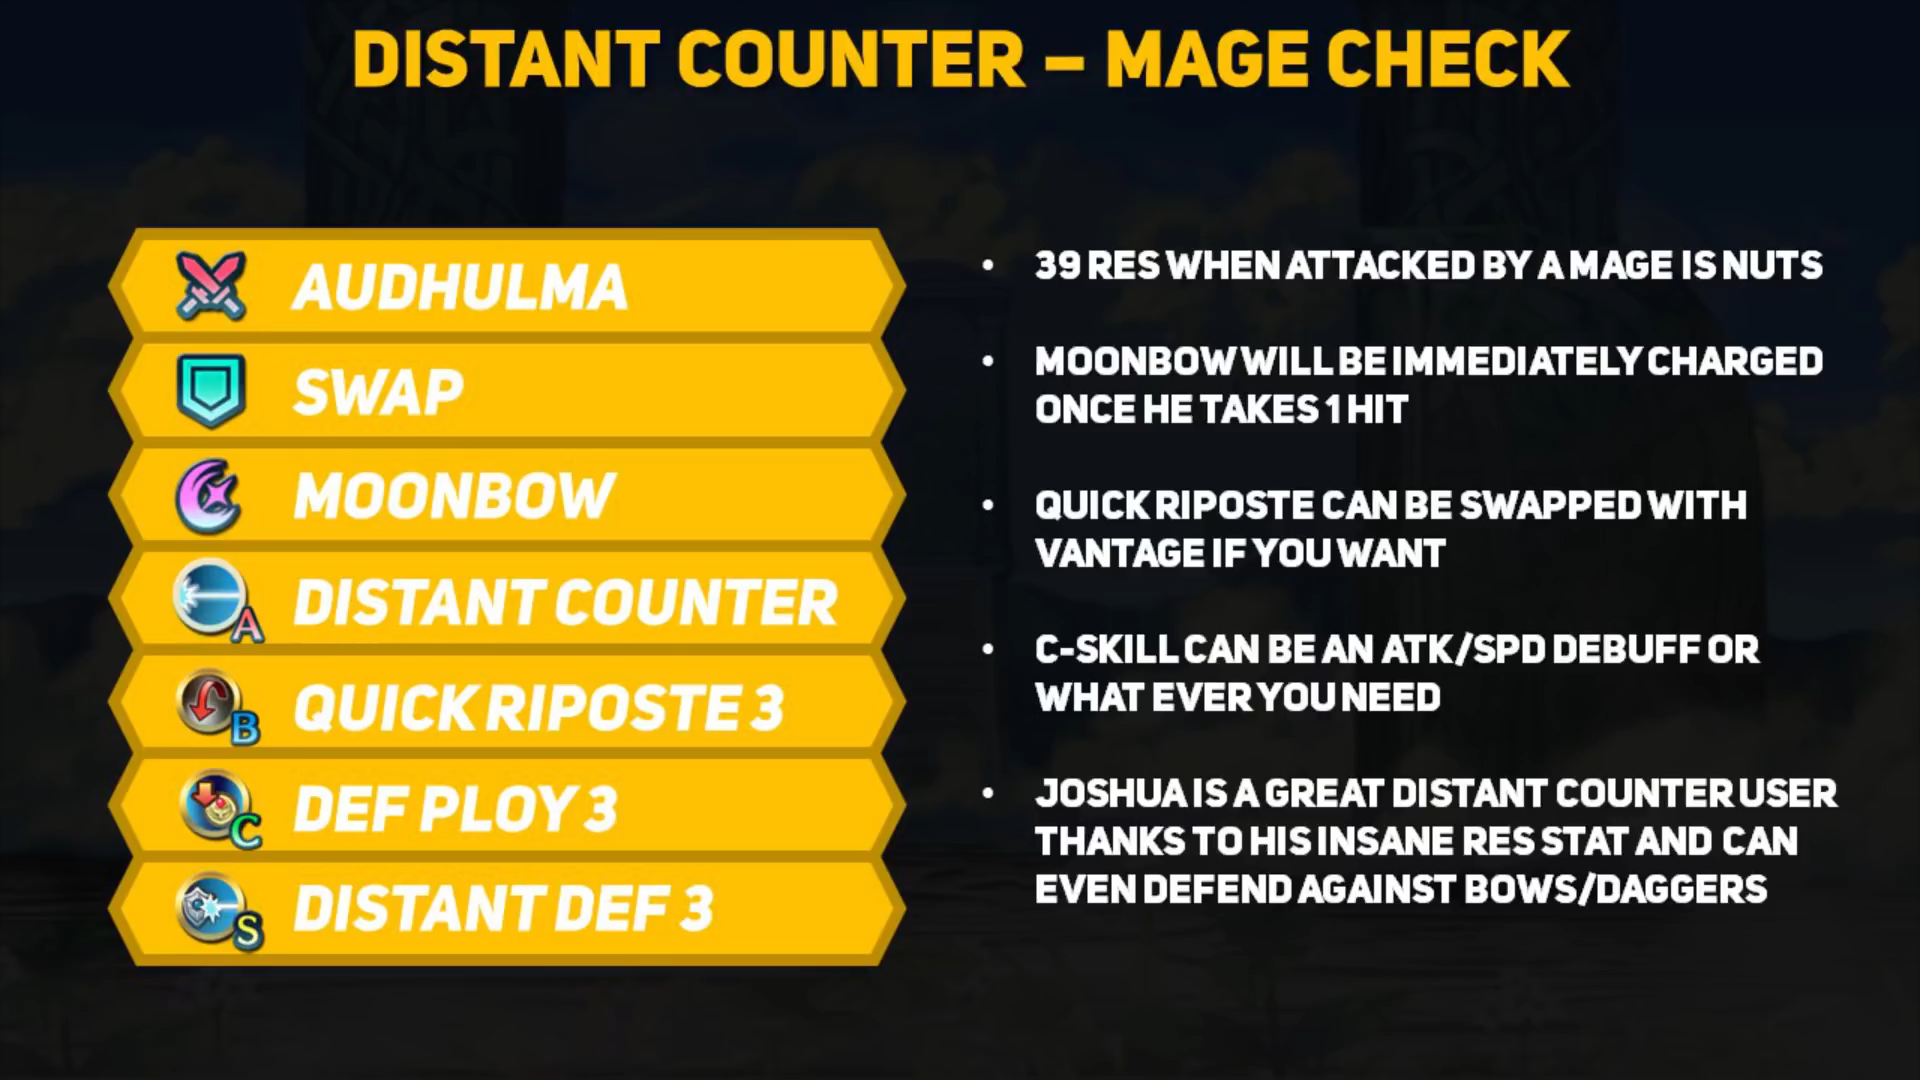 DISTANT COUNTER – MAGE CHECK
AUDHULMA
SWAP
MOONBOW
DISTANT COUNTER
A
QUICK RIPOSTE 3
B
DEF PLOY 3
C
DISTANT DEF 3
S
• 39 RES WHEN ATTACKED BY A MAGE IS NUTS
• MOONBOW WILL BE IMMEDIATELY CHARGED
ONCE HE TAKES 1 HIT
• QUICK RIPOSTE CAN BE SWAPPED WITH
VANTAGE IF YOU WANT
• C-SKILL CAN BE AN ATK/SPD DEBUFF OR
WHAT EVER YOU NEED
• JOSHUA IS A GREAT DISTANT COUNTER USER
THANKS TO HIS INSANE RES STAT AND CAN
EVEN DEFEND AGAINST BOWS/DAGGERS